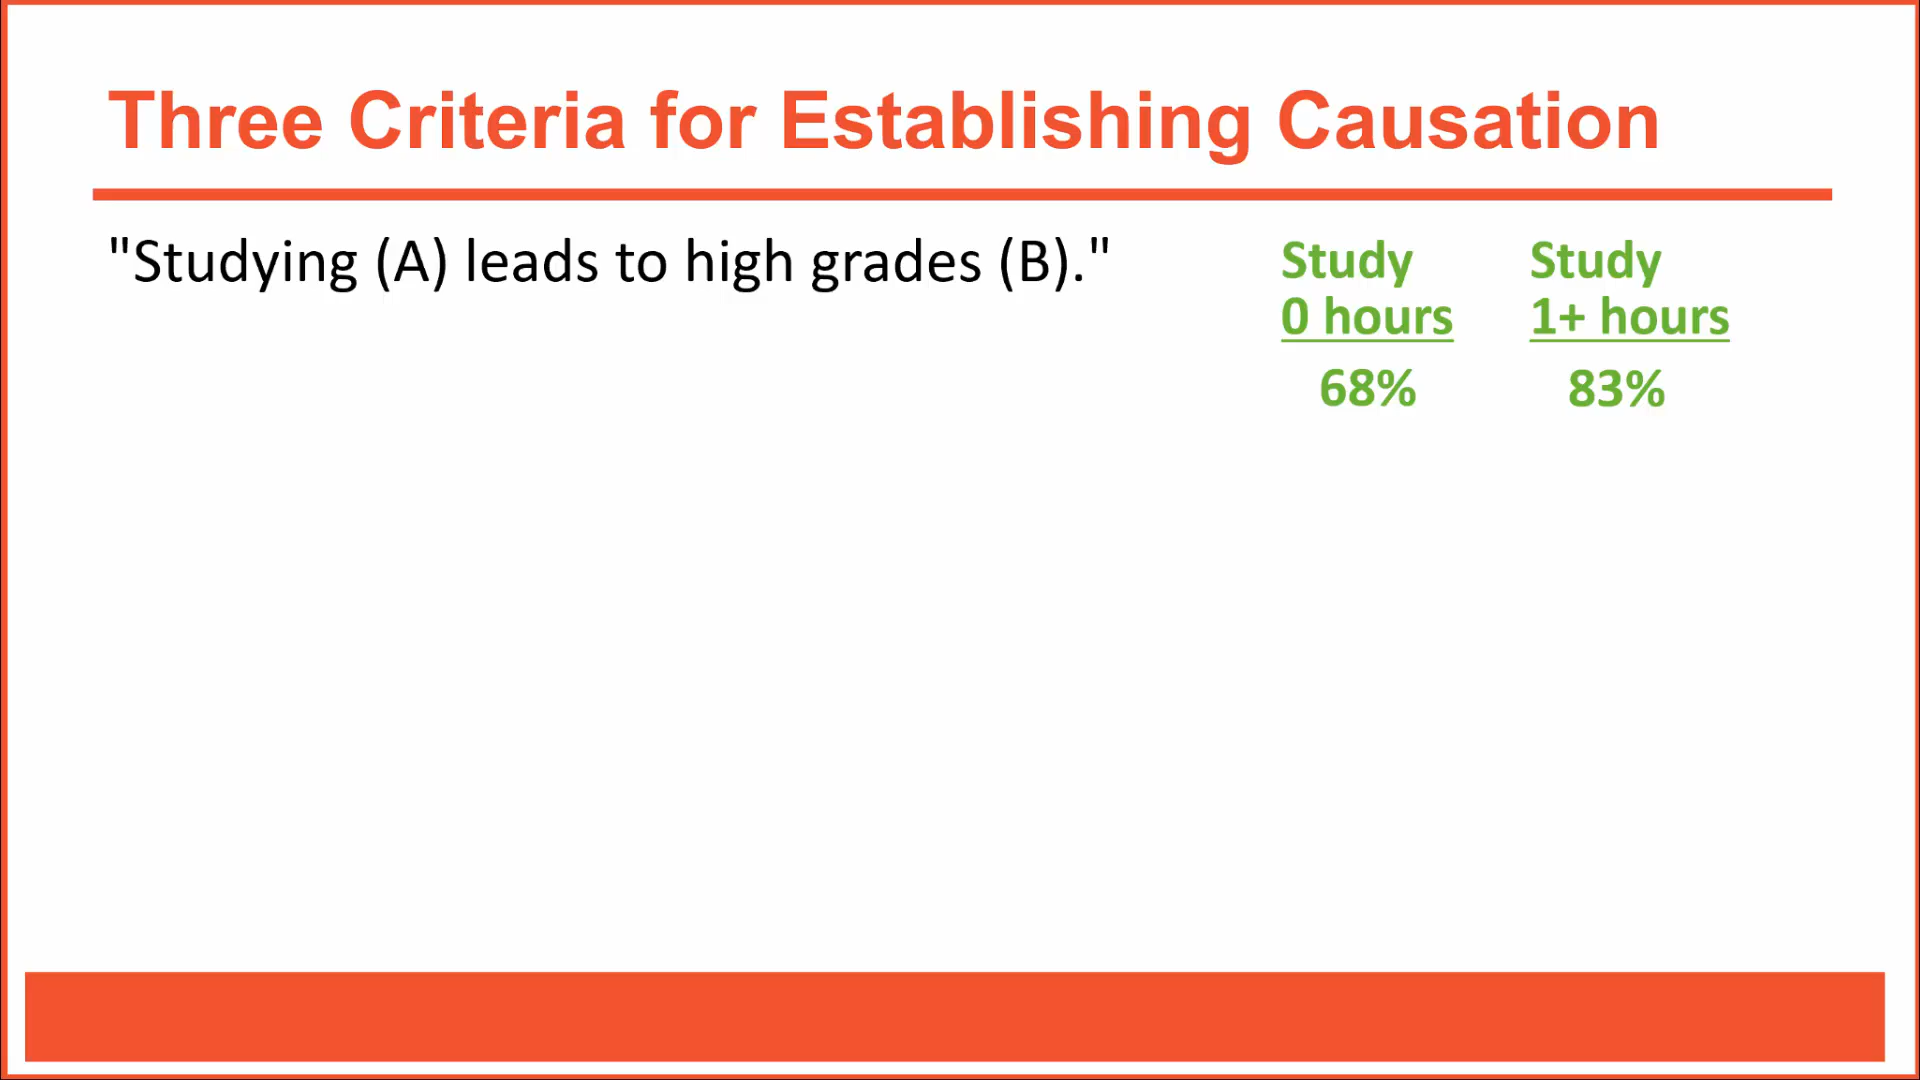 Three Criteria for Establishing Causation
"Studying (A) leads to high grades (B)."
Study
0 hours
68%
Study
1+ hours
83%